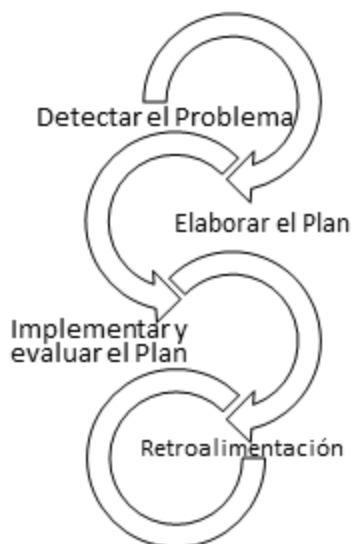 Detectar el Problema
Elaborar el Plan
Implementar y
evaluar el Plan
Retroalimentación